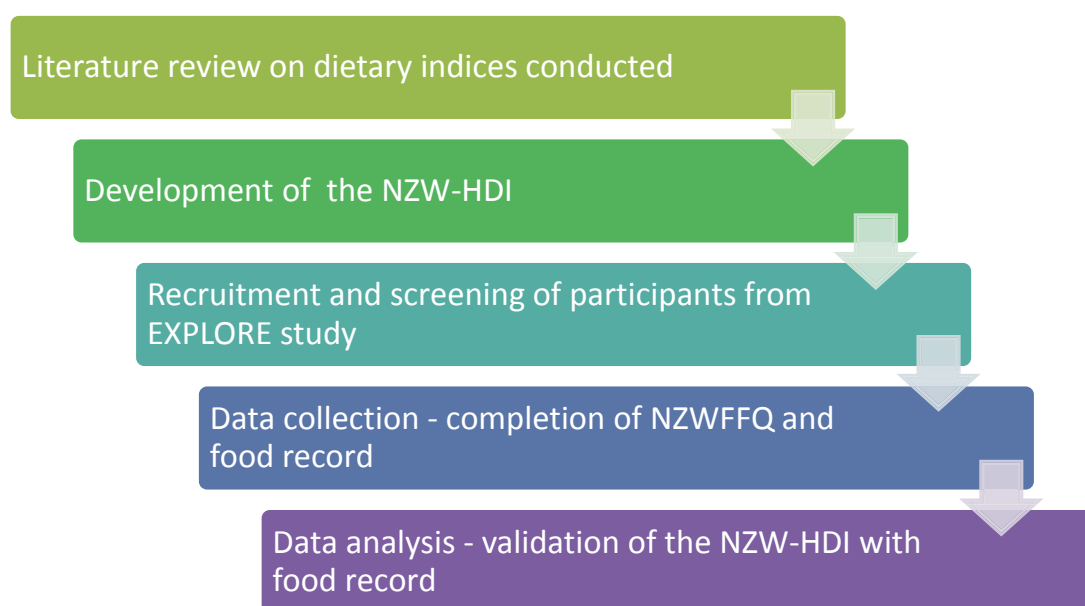 Literature review on dietary indices conducted
Development of  the NZW-HDI
Recruitment and screening of participants from
EXPLORE study
Data collection - completion of NZWFFQ and
food record
Data analysis - validation of the NZW-HDI with
food record